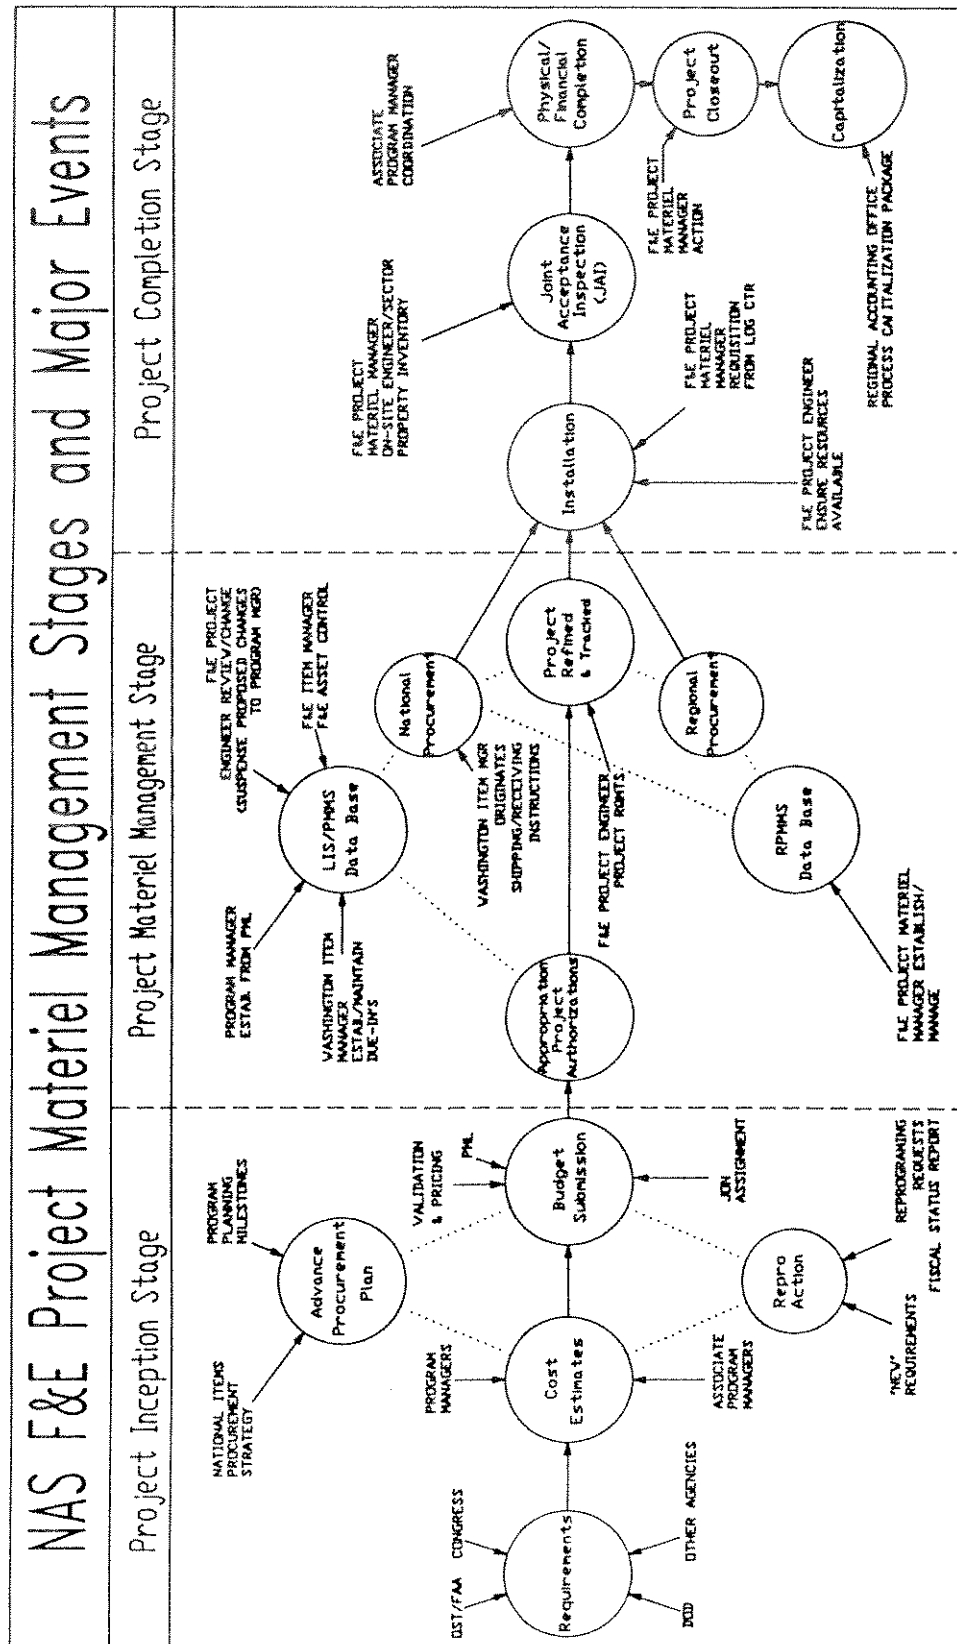 NAS F&E Project Materiel Management Stages and Major Events
Project Inception Stage
Project Materiel Management Stage
Project Completion Stage
OST/FAA
CONGRESS
Requirements
DOD
OTHER AGENCIES
NATIONAL ITEMS
PROCUREMENT
STRATEGY
PROGRAM
PLANNING
MILESTONES
Advance
Procurement
Plan
PROGRAM
MANAGERS
Cost
Estimates
ASSOCIATE
PROGRAM
MANAGERS
VALIDATION
& PRICING
PML
Budget
Submission
JON
ASSIGNMENT
Repro
Action
"NEW"
REQUIREMENTS
REPROGRAMING
REQUESTS
FISCAL STATUS REPORT
PROGRAM MANAGER
ESTAB. FROM PML
WASHINGTON ITEM
MANAGER
ESTAB./MAINTAIN
DUE-IN'S
F&E PROJECT
ENGINEER REVIEW/CHANGE
(SUSPENSE PROPOSED CHANGES
TO PROGRAM MGR)
F&E ITEM MANAGER
F&E ASSET CONTROL
LIS/PMMS
Data Base
National
Procurement
WASHINGTON ITEM MGR
ORIGINATES
SHIPPING/RECEIVING
INSTRUCTIONS
Appropriation
Project
Authorizations
Project
Refined
& Tracked
F&E PROJECT ENGINEER
PROJECT RQMTS
Regional
Procurement
RPMMS
Data Base
F&E PROJECT MATERIEL
MANAGER ESTABLISH/
MANAGE
Installation
F&E PROJECT
MATERIEL
MANAGER
REQUISITION
FROM LOG CTR
F&E PROJECT ENGINEER
ENSURE RESOURCES
AVAILABLE
F&E PROJECT
MATERIEL MANAGER
ON-SITE ENGINEER/SECTOR
PROPERTY INVENTORY
Joint
Acceptance
Inspection
(JAI)
ASSOCIATE
PROGRAM MANAGER
COORDINATION
Physical/
Financial
Completion
F&E PROJECT
MATERIEL
MANAGER
ACTION
Project
Closeout
Capitalization
REGIONAL ACCOUNTING OFFICE
PROCESS CAPITALIZATION PACKAGE